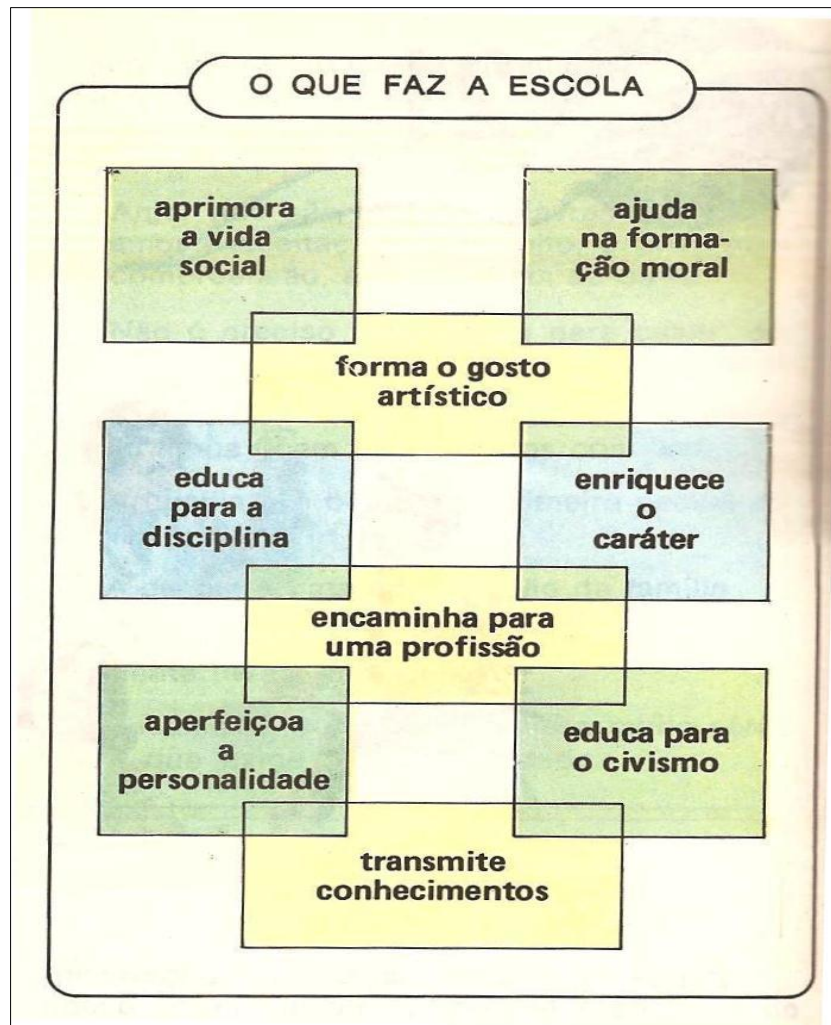 O QUE FAZ A ESCOLA
aprimora
a vida
social
ajuda
na forma-
ção moral
forma o gosto
artístico
educa
para a
disciplina
enriquece
o
caráter
encaminha para
uma profissão
aperfeiçoa
a
personalidade
educa para
o civismo
transmite
conhecimentos